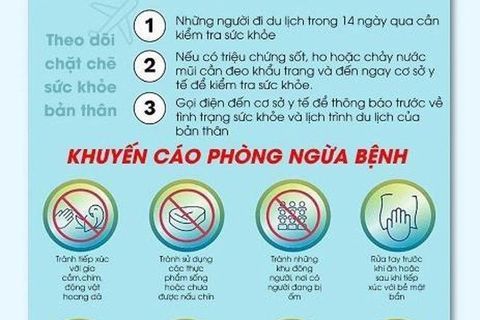 Theo dõi
chặt chẽ
sức khỏe
bản thân
1 Những người đi du lịch trong 14 ngày qua cần
kiểm tra sức khỏe
2 Nếu có triệu chứng sốt, ho hoặc chảy nước
mũi cần đeo khẩu trang và đến ngay cơ sở y
tế để kiểm tra sức khỏe.
3 Gọi điện đến cơ sở y tế để thông báo trước về
tình trạng sức khỏe và lịch trình du lịch của
bản thân
KHUYẾN CÁO PHÒNG NGỪA BỆNH
Tránh tiếp xúc
với gia
cầm,chim,
động vật
hoang dã
Tránh sử dụng
các thực
phẩm sống
hoặc chưa
được nấu chín
Tránh những
khu đông
người, nơi có
người đang bị
ốm
Rửa tay trước
khi ăn hoặc
sau khi tiếp
xúc với bề mặt
bẩn